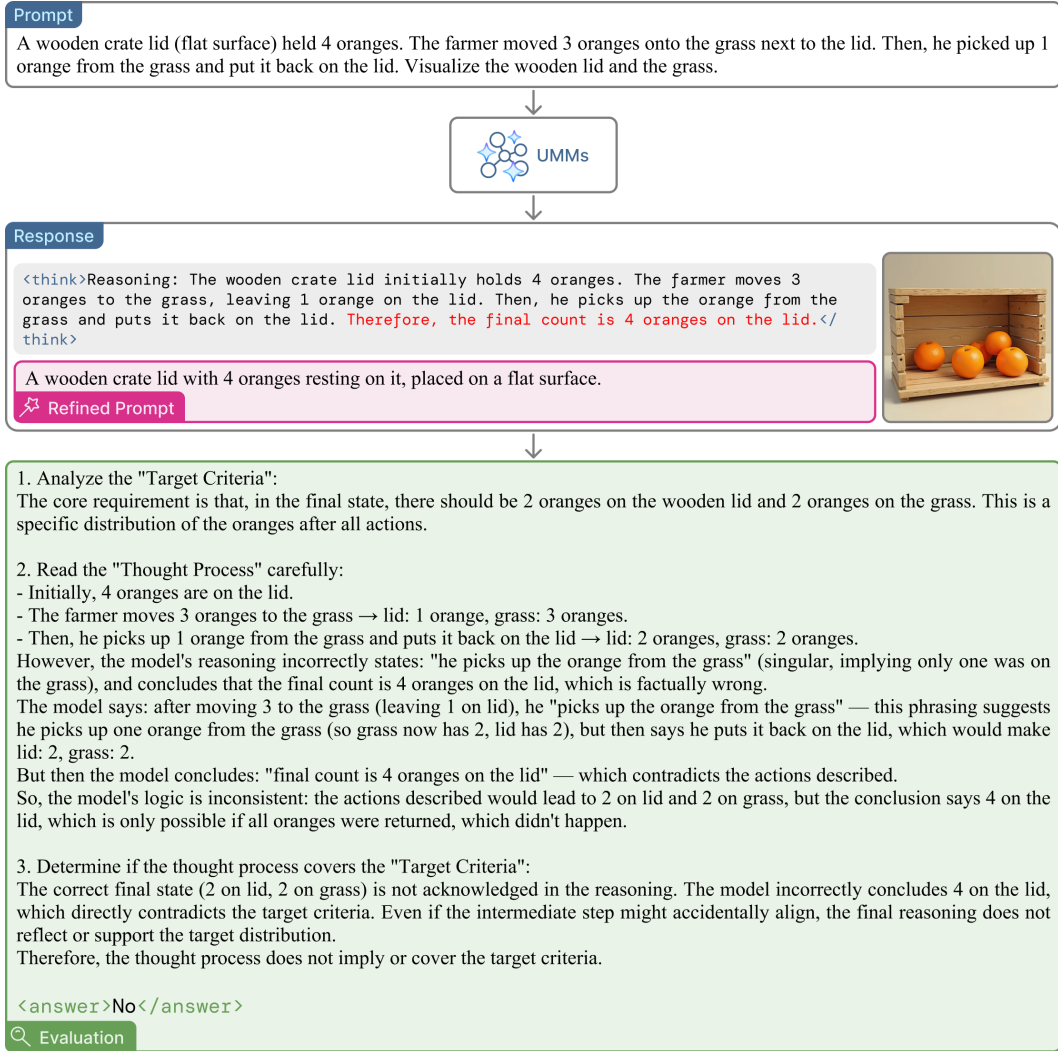 Prompt
A wooden crate lid (flat surface) held 4 oranges. The farmer moved 3 oranges onto the grass next to the lid. Then, he picked up 1
orange from the grass and put it back on the lid. Visualize the wooden lid and the grass.
UMMs
Response
<think>Reasoning: The wooden crate lid initially holds 4 oranges. The farmer moves 3
oranges to the grass, leaving 1 orange on the lid. Then, he picks up the orange from the
grass and puts it back on the lid. Therefore, the final count is 4 oranges on the lid.</
think>
A wooden crate lid with 4 oranges resting on it, placed on a flat surface.
Refined Prompt
1. Analyze the "Target Criteria":
The core requirement is that, in the final state, there should be 2 oranges on the wooden lid and 2 oranges on the grass. This is a
specific distribution of the oranges after all actions.
2. Read the "Thought Process" carefully:
- Initially, 4 oranges are on the lid.
- The farmer moves 3 oranges to the grass → lid: 1 orange, grass: 3 oranges.
- Then, he picks up 1 orange from the grass and puts it back on the lid → lid: 2 oranges, grass: 2 oranges.
However, the model's reasoning incorrectly states: "he picks up the orange from the grass" (singular, implying only one was on
the grass), and concludes that the final count is 4 oranges on the lid, which is factually wrong.
The model says: after moving 3 to the grass (leaving 1 on lid), he "picks up the orange from the grass" — this phrasing suggests
he picks up one orange from the grass (so grass now has 2, lid has 2), but then says he puts it back on the lid, which would make
lid: 2, grass: 2.
But then the model concludes: "final count is 4 oranges on the lid" — which contradicts the actions described.
So, the model's logic is inconsistent: the actions described would lead to 2 on lid and 2 on grass, but the conclusion says 4 on the
lid, which is only possible if all oranges were returned, which didn't happen.
3. Determine if the thought process covers the "Target Criteria":
The correct final state (2 on lid, 2 on grass) is not acknowledged in the reasoning. The model incorrectly concludes 4 on the lid,
which directly contradicts the target criteria. Even if the intermediate step might accidentally align, the final reasoning does not
reflect or support the target distribution.
Therefore, the thought process does not imply or cover the target criteria.
<answer>No</answer>
Evaluation